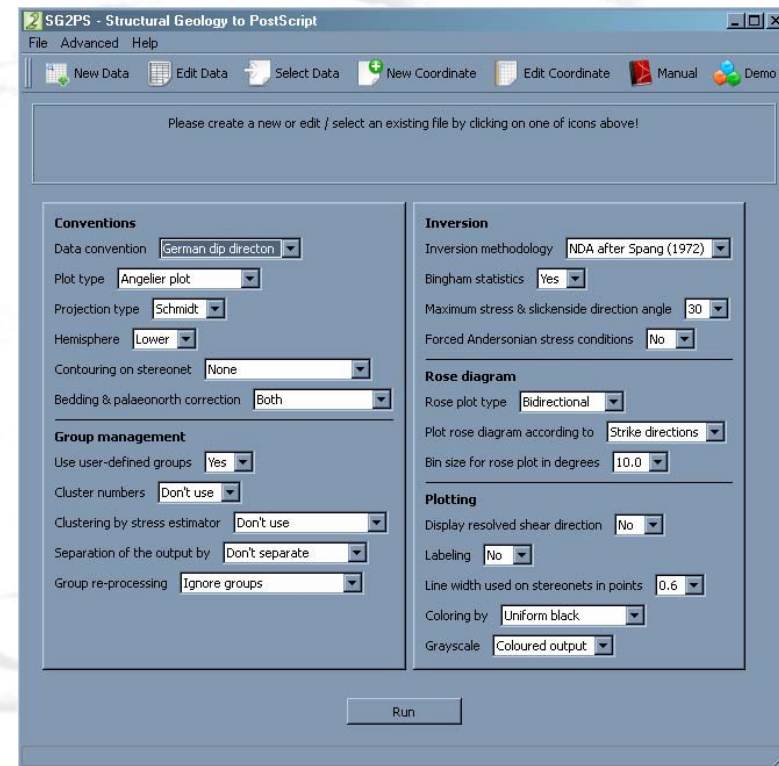 SG2PS - Structural Geology to PostScript
File Advanced Help
New Data Edit Data Select Data New Coordinate Edit Coordinate Manual Demo
Please create a new or edit / select an existing file by clicking on one of icons above!
Conventions
Data convention German dip directon
Plot type Angelier plot
Projection type Schmidt
Hemisphere Lower
Contouring on stereonet None
Bedding & palaeonorth correction Both
Group management
Use user-defined groups Yes
Cluster numbers Don't use
Clustering by stress estimator Don't use
Separation of the output by Don't separate
Group re-processing Ignore groups
Inversion
Inversion methodology NDA after Spang (1972)
Bingham statistics Yes
Maximum stress & slickenside direction angle 30
Forced Andersonian stress conditions No
Rose diagram
Rose plot type Bidirectional
Plot rose diagram according to Strike directions
Bin size for rose plot in degrees 10.0
Plotting
Display resolved shear direction No
Labeling No
Line width used on stereonets in points 0.6
Coloring by Uniform black
Grayscale Coloured output
Run